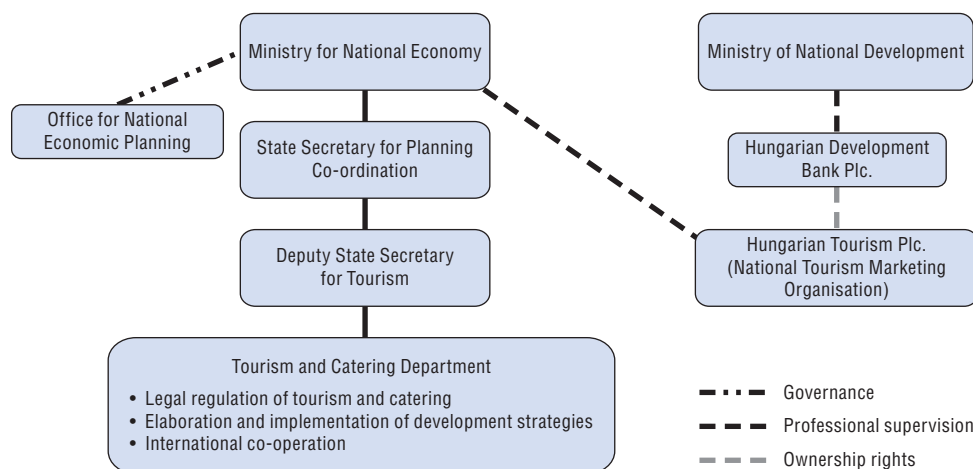 Ministry for National Economy
Ministry of National Development
Office for National
Economic Planning
State Secretary for Planning
Co-ordination
Hungarian Development
Bank Plc.
Deputy State Secretary
for Tourism
Hungarian Tourism Plc.
(National Tourism Marketing
Organisation)
Tourism and Catering Department
• Legal regulation of tourism and catering
• Elaboration and implementation of development strategies
• International co-operation
Governance
Professional supervision
Ownership rights